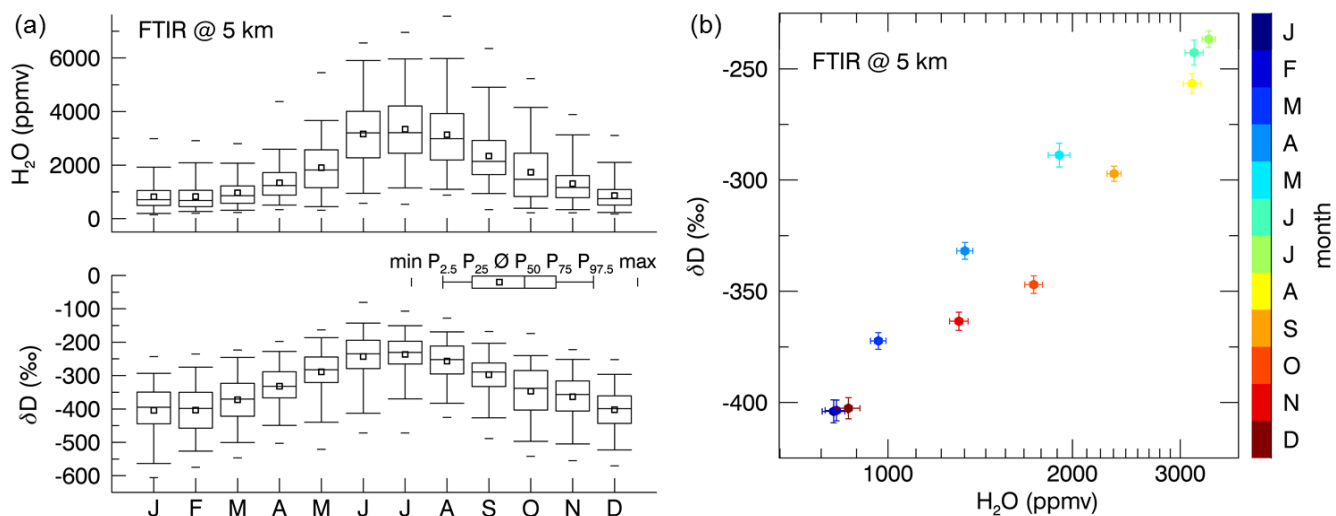 (a)
FTIR @ 5 km
H₂O (ppmv)
6000
4000
2000
0
J F M A M J J A S O N D
min P₂.₅ P₂₅ Ø P₅₀ P₇₅ P₉₇.₅ max
δD (‰)
0
-100
-200
-300
-400
-500
-600
J F M A M J J A S O N D
(b)
FTIR @ 5 km
δD (‰)
-250
-300
-350
-400
1000 2000 3000
H₂O (ppmv)
J
F
M
A
M
J
J
A
S
O
N
D
month